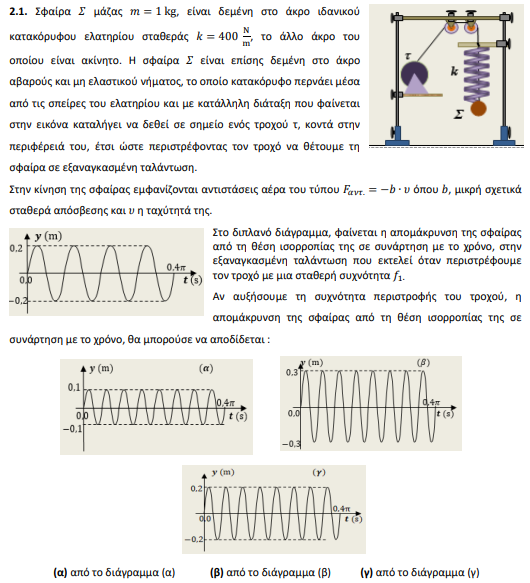 2.1. Σφαίρα Σ μάζας m = 1 kg, είναι δεμένη στο άκρο ιδανικού
κατακόρυφου ελατηρίου σταθεράς k = 400 N/m, το άλλο άκρο του
οποίου είναι ακίνητο. Η σφαίρα Σ είναι επίσης δεμένη στο άκρο
αβαρούς και μη ελαστικού νήματος, το οποίο κατακόρυφο περνάει μέσα
από τις σπείρες του ελατηρίου και με κατάλληλη διάταξη που φαίνεται
στην εικόνα καταλήγει να δεθεί σε σημείο ενός τροχού τ, κοντά στην
περιφέρειά του, έτσι ώστε περιστρέφοντας τον τροχό να θέτουμε τη
σφαίρα σε εξαναγκασμένη ταλάντωση.
τ
k
Σ
Στην κίνηση της σφαίρας εμφανίζονται αντιστάσεις αέρα του τύπου Fαντ. = −b · υ όπου b, μικρή σχετικά
σταθερά απόσβεσης και υ η ταχύτητά της.
y (m)
0,2
0,0
−0,2
0,4π
t (s)
Στο διπλανό διάγραμμα, φαίνεται η απομάκρυνση της σφαίρας
από τη θέση ισορροπίας της σε συνάρτηση με το χρόνο, στην
εξαναγκασμένη ταλάντωση που εκτελεί όταν περιστρέφουμε
τον τροχό με μια σταθερή συχνότητα f1.
Αν αυξήσουμε τη συχνότητα περιστροφής του τροχού, η
απομάκρυνση της σφαίρας από τη θέση ισορροπίας της σε
συνάρτηση με το χρόνο, θα μπορούσε να αποδίδεται :
y (m) (α)
0,1
0,0
−0,1
0,4π
t (s)
y (m) (β)
0,3
0,0
−0,3
0,4π
t (s)
y (m) (γ)
0,2
0,0
−0,2
0,4π
t (s)
(α) από το διάγραμμα (α) (β) από το διάγραμμα (β) (γ) από το διάγραμμα (γ)